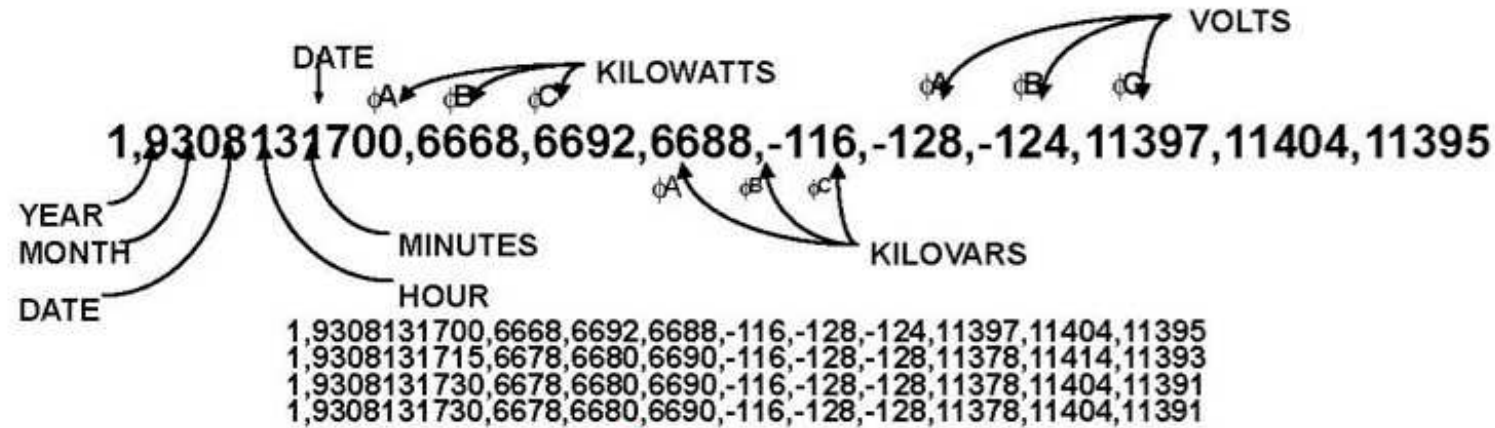 VOLTS
DATE
KILOWATTS
ϕA ϕB ϕC ϕA ϕB ϕC
1,9308131700,6668,6692,6688,-116,-128,-124,11397,11404,11395
ϕA ϕB ϕC
YEAR
MONTH
MINUTES
KILOVARS
DATE
HOUR
1,9308131700,6668,6692,6688,-116,-128,-124,11397,11404,11395
1,9308131715,6678,6680,6690,-116,-128,-128,11378,11414,11393
1,9308131730,6678,6680,6690,-116,-128,-128,11378,11404,11391
1,9308131730,6678,6680,6690,-116,-128,-128,11378,11404,11391